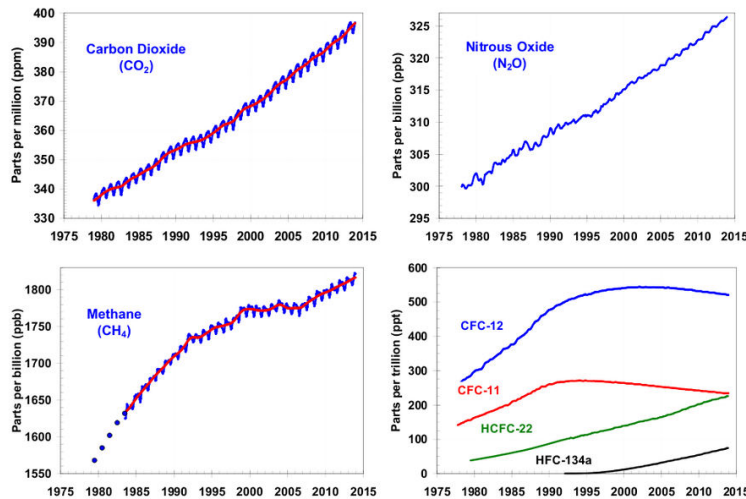 Parts per million (ppm)
400
390
380
370
360
350
340
330
Carbon Dioxide
(CO₂)
1975 1980 1985 1990 1995 2000 2005 2010 2015
Parts per billion (ppb)
325
320
315
310
305
300
295
Nitrous Oxide
(N₂O)
1975 1980 1985 1990 1995 2000 2005 2010 2015
Parts per billion (ppb)
1800
1750
1700
1650
1600
1550
Methane
(CH₄)
1975 1980 1985 1990 1995 2000 2005 2010 2015
Parts per trillion (ppt)
600
500
400
300
200
100
0
CFC-12
CFC-11
HCFC-22
HFC-134a
1975 1980 1985 1990 1995 2000 2005 2010 2015